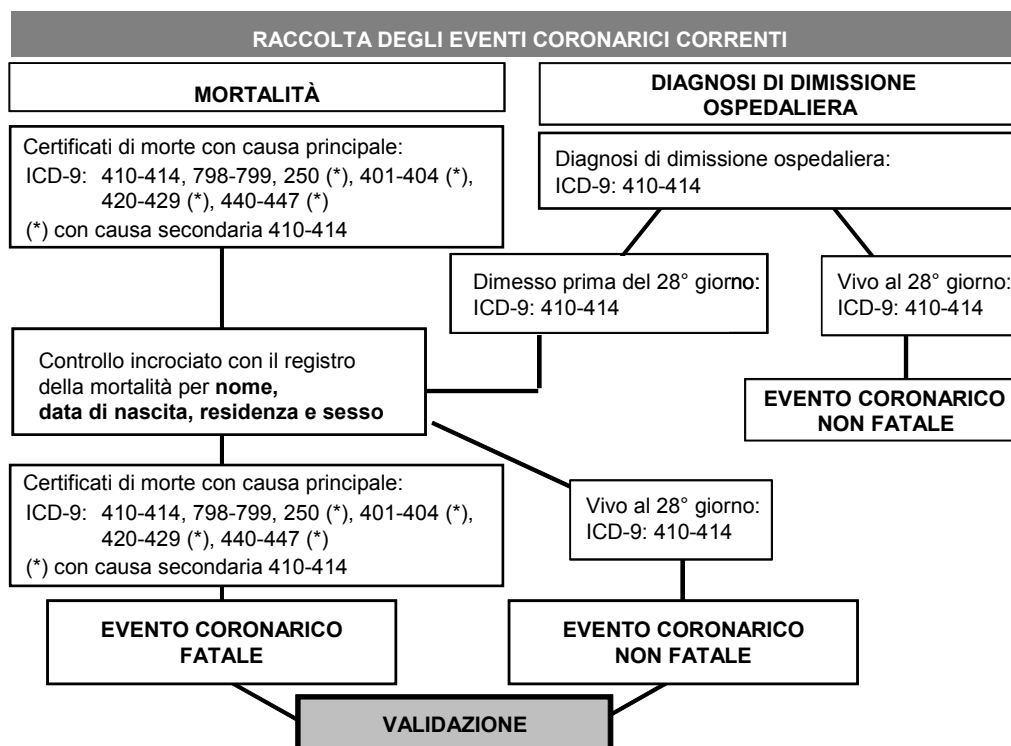 RACCOLTA DEGLI EVENTI CORONARICI CORRENTI
MORTALITÀ
DIAGNOSI DI DIMISSIONE
OSPEDALIERA
Certificati di morte con causa principale:
ICD-9: 410-414, 798-799, 250 (*), 401-404 (*),
420-429 (*), 440-447 (*)
(*) con causa secondaria 410-414
Diagnosi di dimissione ospedaliera:
ICD-9: 410-414
Dimesso prima del 28° giorno:
ICD-9: 410-414
Vivo al 28° giorno:
ICD-9: 410-414
Controllo incrociato con il registro
della mortalità per nome,
data di nascita, residenza e sesso
EVENTO CORONARICO
NON FATALE
Certificati di morte con causa principale:
ICD-9: 410-414, 798-799, 250 (*), 401-404 (*),
420-429 (*), 440-447 (*)
(*) con causa secondaria 410-414
Vivo al 28° giorno:
ICD-9: 410-414
EVENTO CORONARICO
FATALE
EVENTO CORONARICO
NON FATALE
VALIDAZIONE